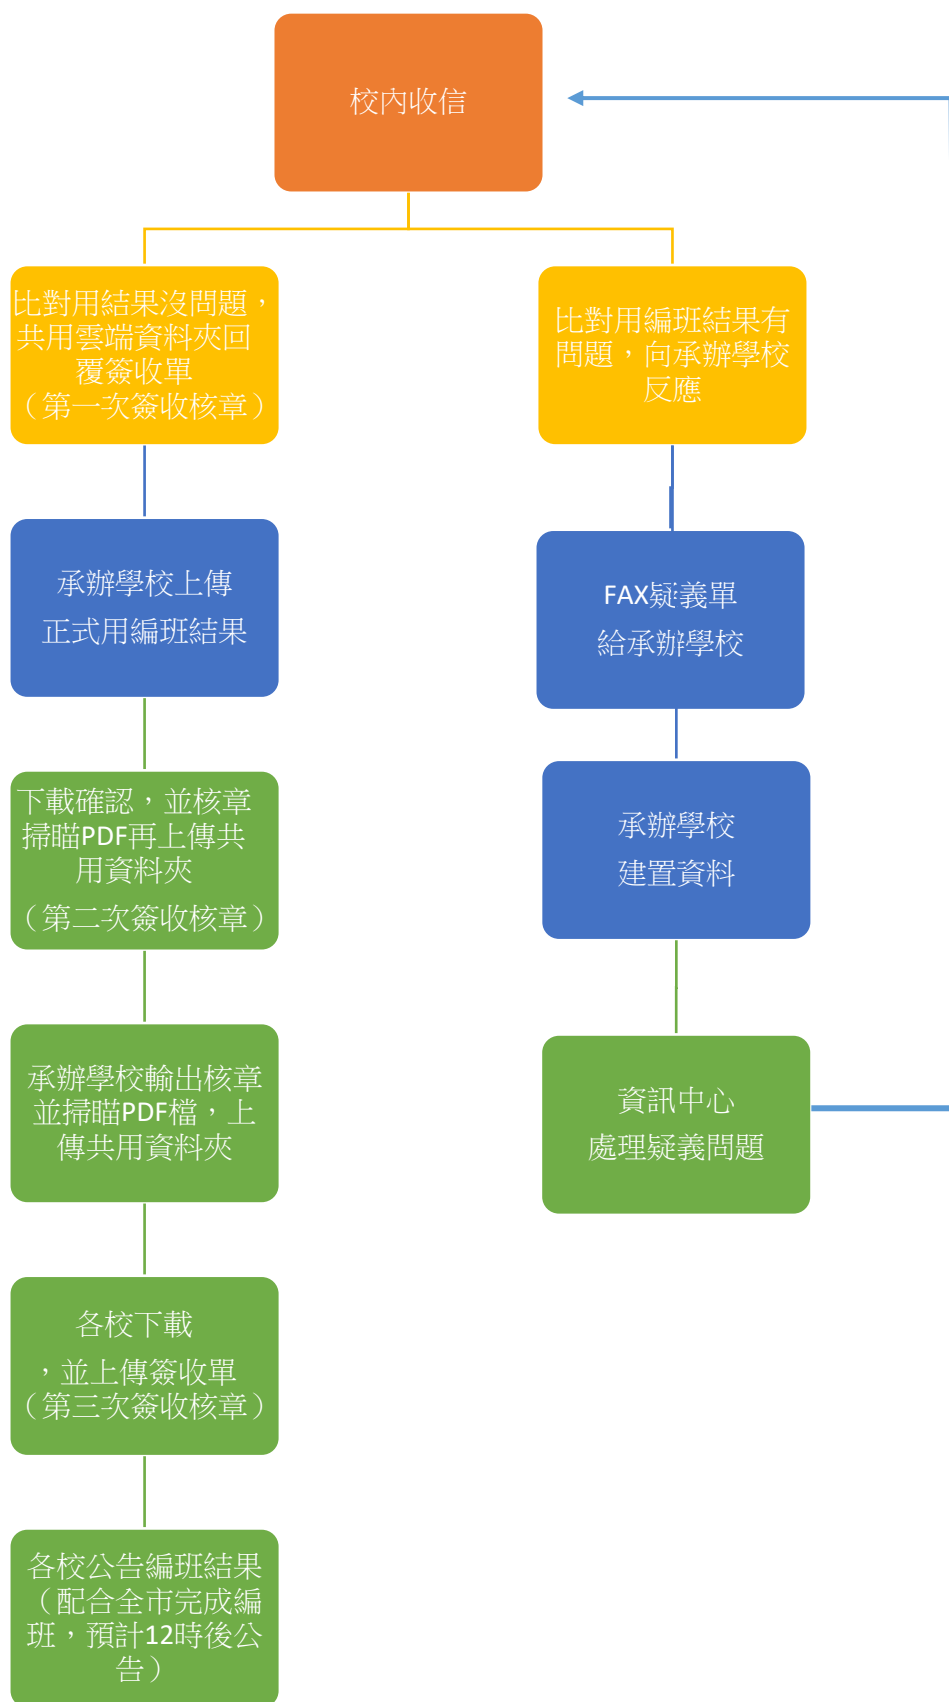 校內收信
比對用結果沒問題，
共用雲端資料夾回
覆簽收單
（第一次簽收核章）
承辦學校上傳
正式用編班結果
下載確認，並核章
掃瞄PDF再上傳共
用資料夾
（第二次簽收核章）
承辦學校輸出核章
並掃瞄PDF檔，上
傳共用資料夾
各校下載
，並上傳簽收單
（第三次簽收核章）
各校公告編班結果
（配合全市完成編
班，預計12時後公
告）
比對用編班結果有
問題，向承辦學校
反應
FAX疑義單
給承辦學校
承辦學校
建置資料
資訊中心
處理疑義問題